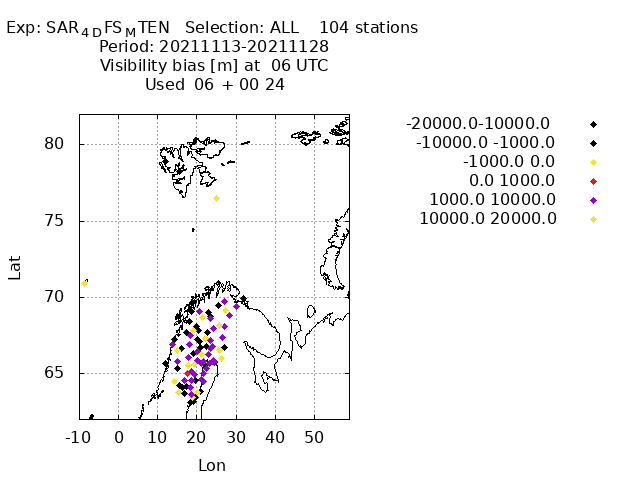 Exp: SAR4DFSMTEN   Selection: ALL    104 stations
Period: 20211113-20211128
Visibility bias [m] at  06 UTC
Used  06 + 00 24
-20000.0-10000.0
-10000.0 -1000.0
-1000.0 0.0
0.0 1000.0
1000.0 10000.0
10000.0 20000.0
80
75
70
65
Lat
-10 0 10 20 30 40 50
Lon